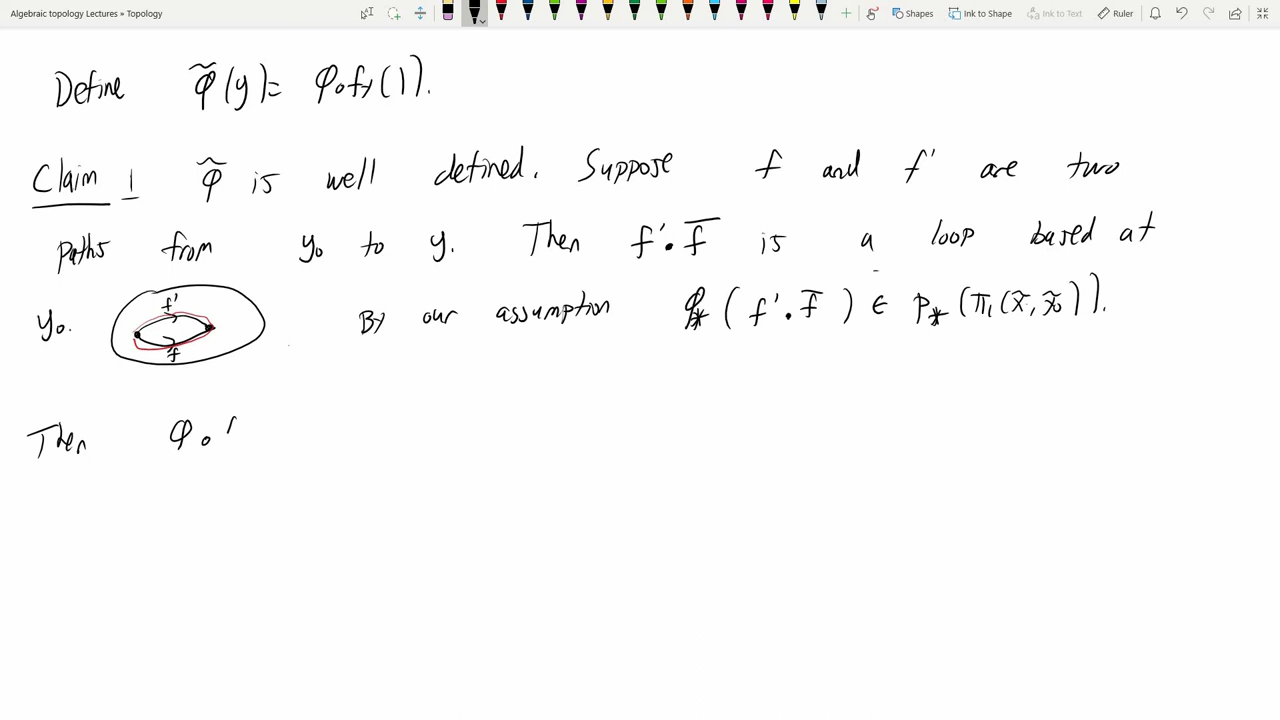 Algebraic topology Lectures » Topology
Shapes Ink to Shape Ink to Text Ruler
Define φ̃(y) = φ∘f_y(1).
Claim 1 φ̃ is well defined. Suppose f and f' are two
paths from y₀ to y. Then f'·f̅ is a loop based at
y₀. f' f By our assumption φ_*(f'·f̅) ∈ p_*(π₁(x̃, x̃₀)).
Then φ∘